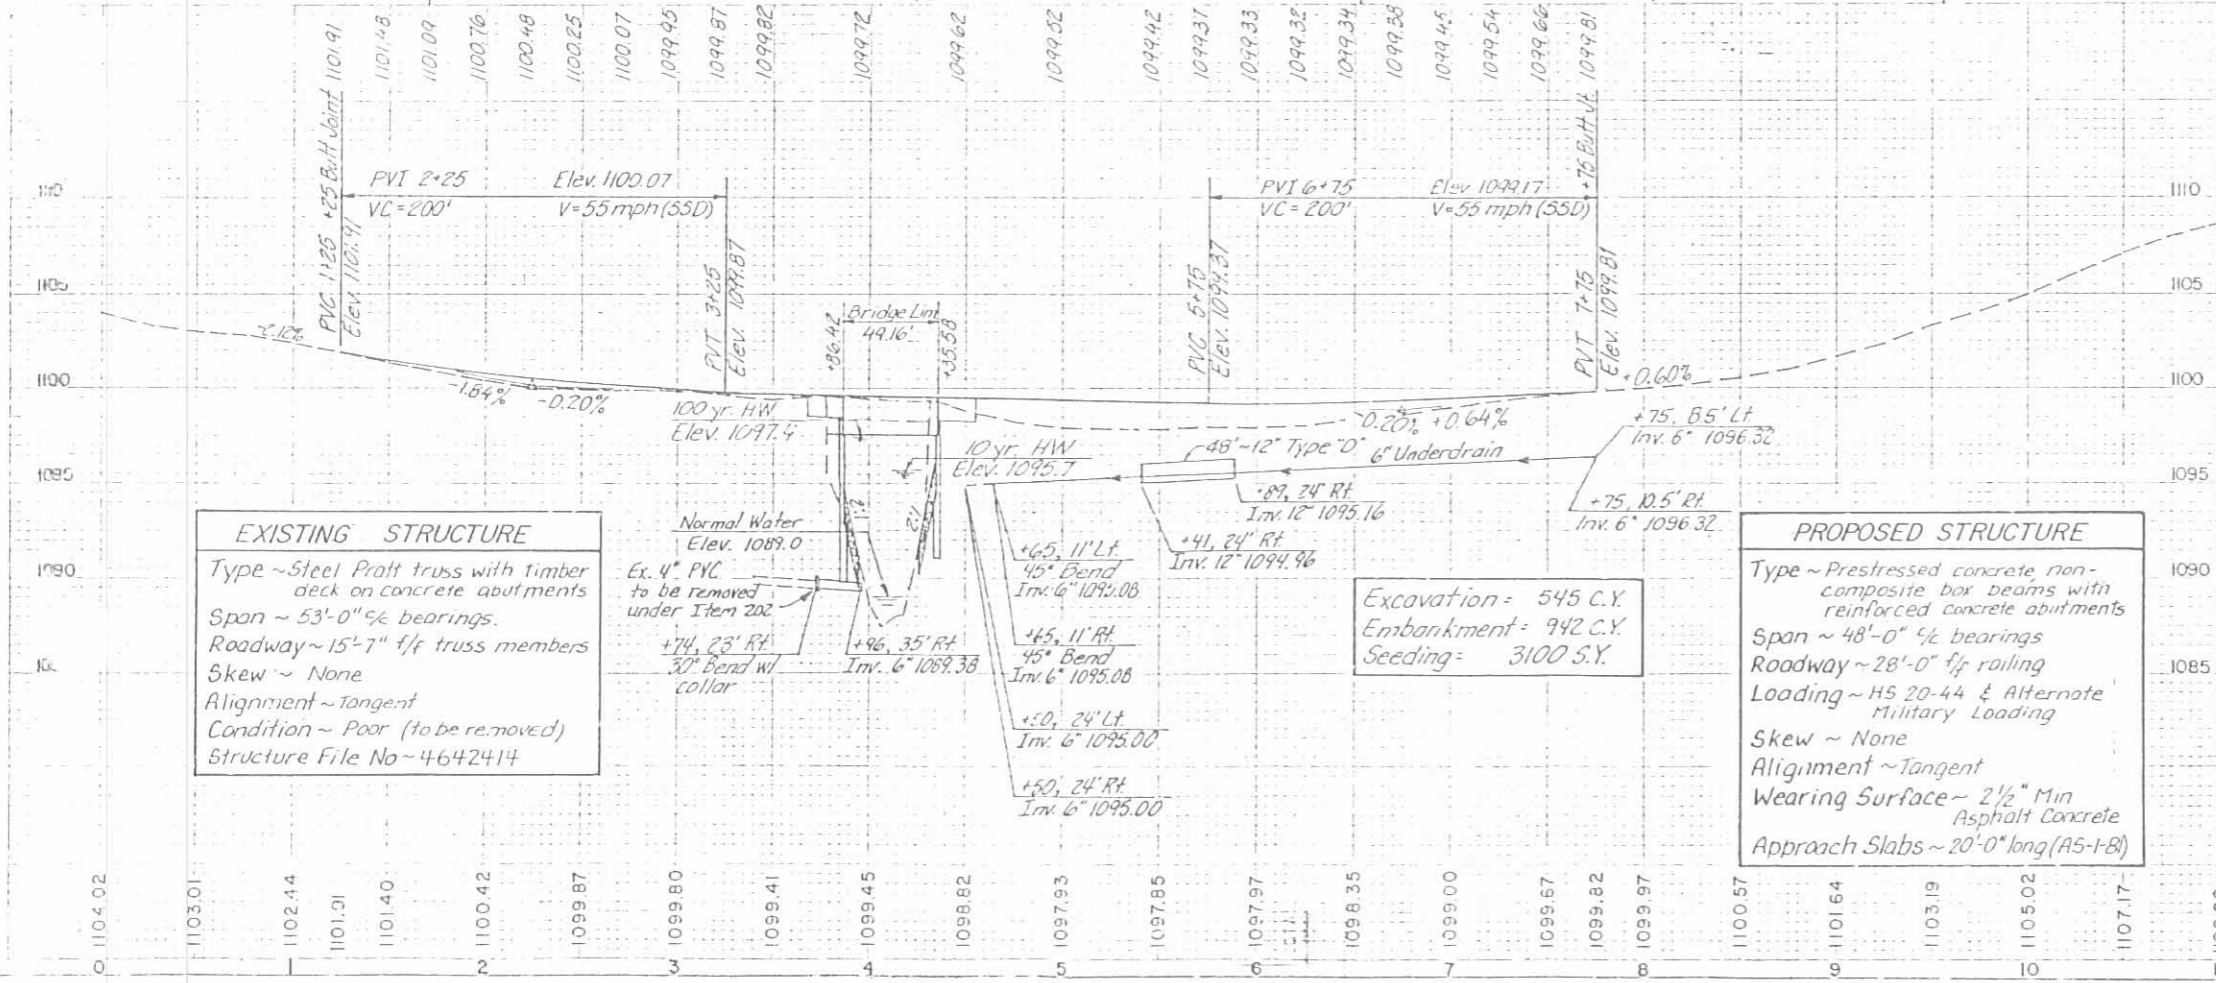 1101.91
1101.48
1101.09
1100.76
1100.48
1100.25
1100.07
1099.95
1099.87
1099.82
1099.72
1099.62
1099.52
1099.42
1099.37
1099.33
1099.32
1099.34
1099.38
1099.45
1099.54
1099.66
1099.81
+25 Butt Joint
+75 Butt Jt.
PVI 2+25 Elev. 1100.07
VC = 200' V=55 mph (SSD)
PVI 6+75 Elev 1099.17
VC = 200' V=55 mph (SSD)
1110
1110
1105
1105
1100
1100
1095
1095
1090
1090
1085
PVC 1+25
Elev. 1101.91
PVT 3+25
Elev. 1099.87
PVC 5+75
Elev. 1099.37
PVT 7+75
Elev. 1099.81
Bridge Lim
49.16'
+86.42
+35.58
-2.12%
-1.84%
-0.20%
-0.20% +0.64%
+0.60%
100 yr. HW
Elev. 1097.4
10 yr. HW
Elev. 1095.7
Normal Water
Elev. 1089.0
2:1
48'~12" Type "D"
6" Underdrain
+75, 8.5' Lt
Inv. 6" 1096.32
+75, 10.5' Rt.
Inv. 6" 1096.32
+89, 24' Rt.
Inv. 12" 1095.16
+41, 24' Rt
Inv. 12" 1094.96
+65, 11' Lt.
45° Bend
Inv. 6" 1095.08
+65, 11' Rt.
45° Bend
Inv. 6" 1095.08
+50, 24' Lt.
Inv. 6" 1095.00
+50, 24' Rt.
Inv. 6" 1095.00
Ex. 4" PVC
to be removed
under Item 202
+74, 23' Rt.
30° Bend w/
collar
+96, 35' Rt.
Inv. 6" 1089.38
EXISTING STRUCTURE
Type ~ Steel Pratt truss with timber
deck on concrete abutments
Span ~ 53'-0" c/c bearings.
Roadway ~ 15'-7" f/f truss members
Skew ~ None
Alignment ~ Tangent
Condition ~ Poor (to be removed)
Structure File No ~ 4642414
Excavation = 545 C.Y.
Embankment = 942 C.Y.
Seeding = 3100 S.Y.
PROPOSED STRUCTURE
Type ~ Prestressed concrete non-
composite box beams with
reinforced concrete abutments
Span ~ 48'-0" c/c bearings
Roadway ~ 28'-0" f/f railing
Loading ~ HS 20-44 & Alternate
Military Loading
Skew ~ None
Alignment ~ Tangent
Wearing Surface ~ 2 1/2" Min
Asphalt Concrete
Approach Slabs ~ 20'-0" long (AS-1-81)
1104.02
1103.01
1102.44
1101.91
1101.40
1100.42
1099.87
1099.80
1099.41
1099.45
1098.82
1097.93
1097.85
1097.97
1098.35
1099.00
1099.67
1099.82
1099.97
1100.57
1101.64
1103.19
1105.02
1107.17
0 1 2 3 4 5 6 7 8 9 10